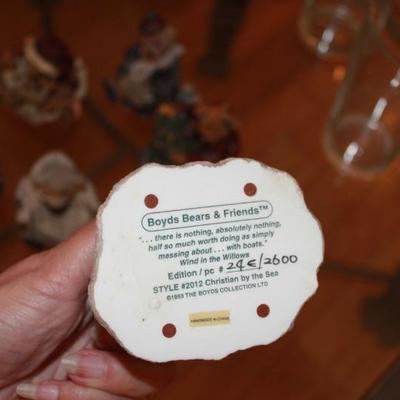 Boyds Bears & Friends™
"... there is nothing, absolutely nothing,
half so much worth doing as simply
messing about ... with boats."
Wind in the Willows
Edition / pc # 24E/2600
STYLE #2012 Christian by the Sea
©1993 THE BOYDS COLLECTION LTD
HANDMADE IN CHINA